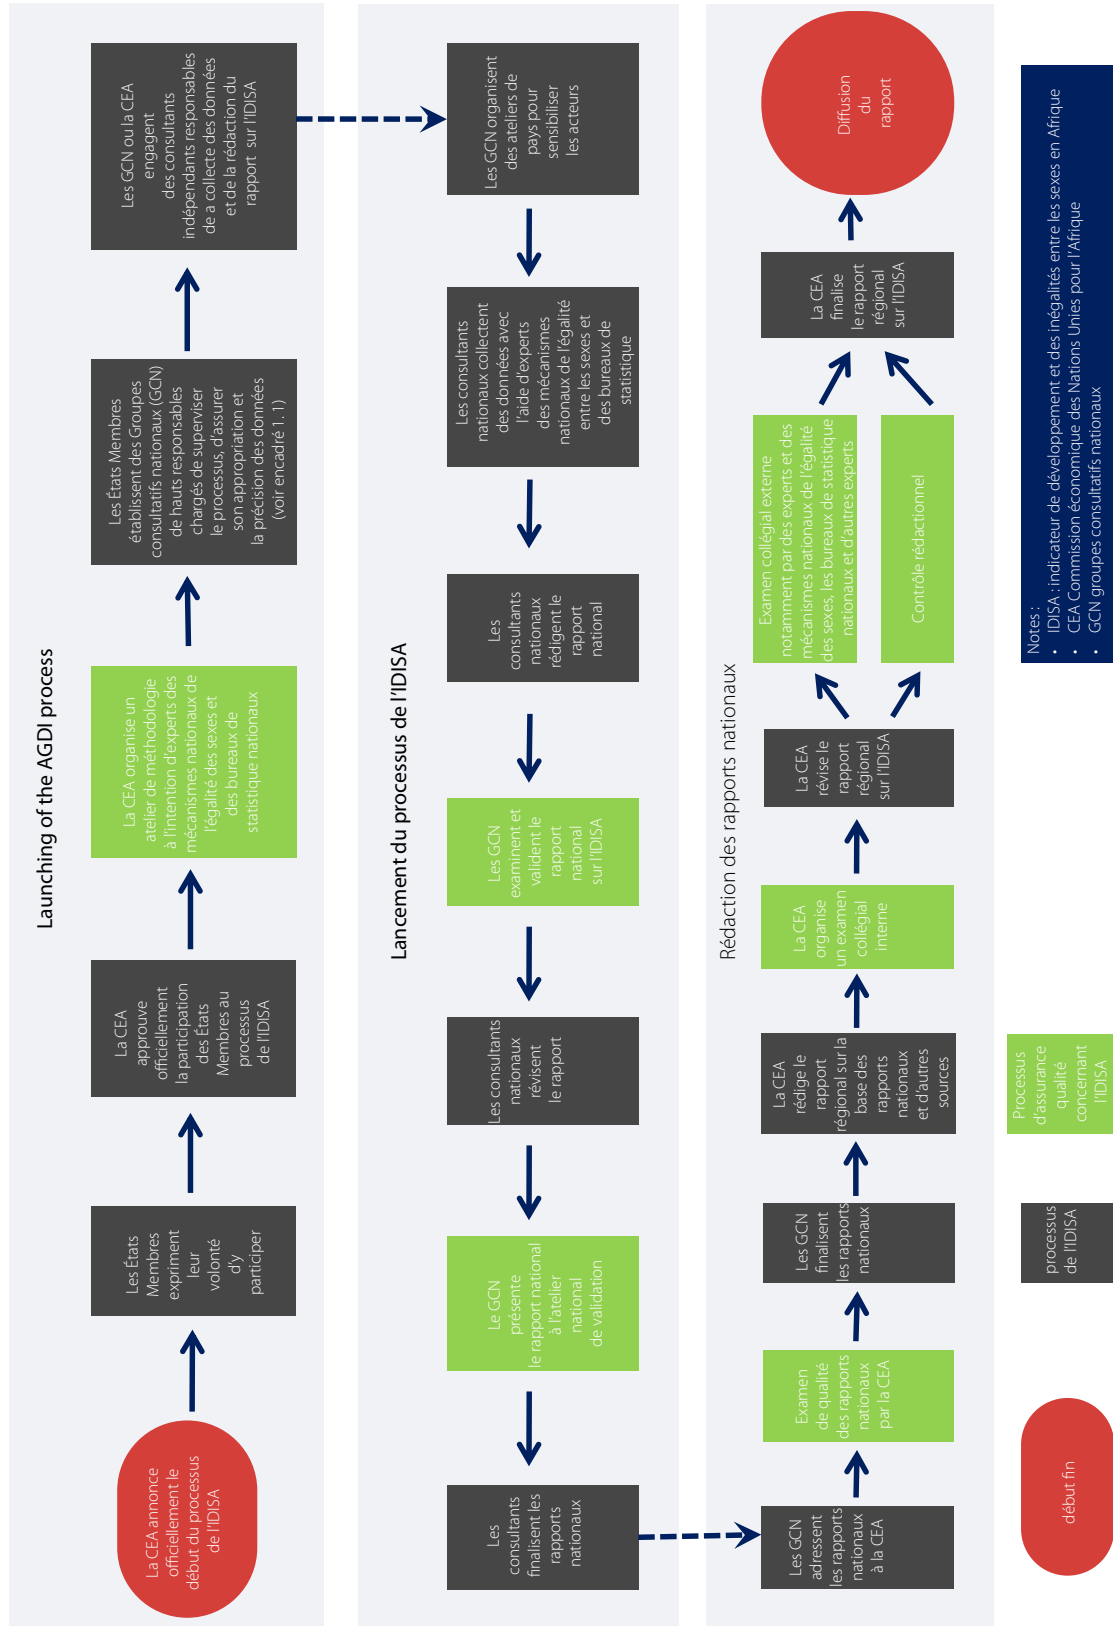 Launching of the AGDI process
La CEA annonce
officiellement le
début du processus
de l'IDISA
Les États
Membres
expriment
leur
volonté
d'y
participer
La CEA
approuve
officiellement
la participation
des États
Membres au
processus
de l'IDISA
La CEA organise un
atelier de méthodologie
à l'intention d'experts des
mécanismes nationaux de
l'égalité des sexes et
des bureaux de
statistique nationaux
Les États Membres
établissent des Groupes
consultatifs nationaux (GCN)
de hauts responsables
chargés de superviser
le processus, d'assurer
son appropriation et
la précision des données
(voir encadré 1.1)
Les GCN ou la CEA
engagent
des consultants
indépendants responsables
de a collecte des données
et de la rédaction du
rapport sur l'IDISA
Lancement du processus de l'IDISA
Les GCN organisent
des ateliers de
pays pour
sensibiliser
les acteurs
Les consultants
nationaux collectent
des données avec
l'aide d'experts
des mécanismes
nationaux de l'égalité
entre les sexes et
des bureaux de
statistique
Les
consultants
nationaux
rédigent le
rapport
national
Les GCN
examinent et
valident le
rapport
national
sur l'IDISA
Les consultants
nationaux
révisent
le rapport
Le GCN
présente
le rapport national
à l'atelier
national
de validation
Les
consultants
finalisent les
rapports
nationaux
Rédaction des rapports nationaux
Les GCN
adressent
les rapports
nationaux
à la CEA
Examen
de qualité
des rapports
nationaux
par la CEA
Les GCN
finalisent
les rapports
nationaux
La CEA
rédige le
rapport
régional sur la
base des
rapports
nationaux
et d'autres
sources
La CEA
organise
un examen
collégial
interne
La CEA
révise le
rapport
régional
sur l'IDISA
Examen collégial externe
notamment par des experts et des
mécanismes nationaux de l'égalité
des sexes, les bureaux de statistique
nationaux et d'autres experts
Contrôle rédactionnel
La CEA
finalise
le rapport
régional
sur l'IDISA
Diffusion
du
rapport
début fin
processus
de l'IDISA
Processus
d'assurance
qualité
concernant
l'IDISA
Notes :
• IDISA : indicateur de développement et des inégalités entre les sexes en Afrique
• CEA Commission économique des Nations Unies pour l'Afrique
• GCN groupes consultatifs nationaux